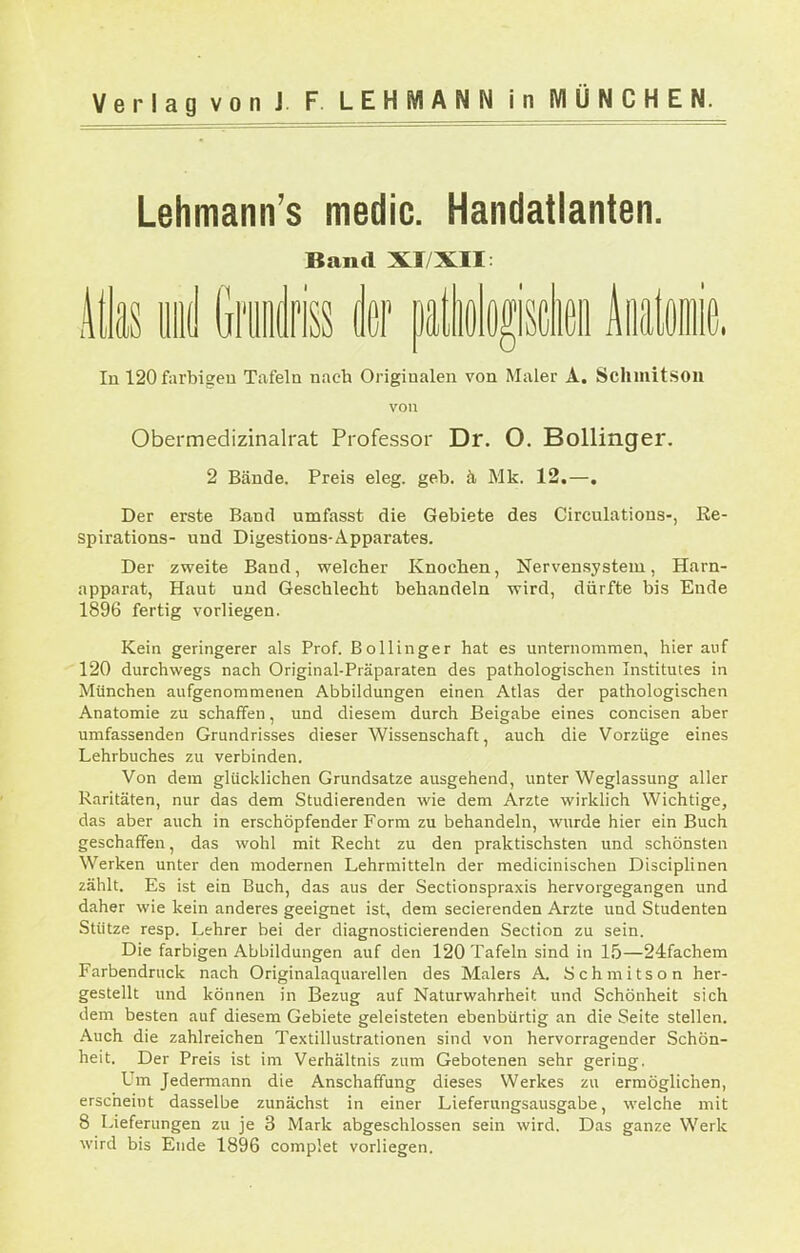 Verlag von J. F. LEHMANN in MÜNCHEN.
Lehmann's medic. Handatlanten.
Band XI/XII:
Atlas und Grundriss der pathologischen Anatomie.
In 120 farbigen Tafeln nach Originalen von Maler A. Schmitson
von
Obermedizinalrat Professor Dr. O. Bollinger.
2 Bände. Preis eleg. geb. à Mk. 12.—.
Der erste Band umfasst die Gebiete des Circulations-, Re-
spirations- und Digestions-Apparates.
Der zweite Band, welcher Knochen, Nervensystem, Harn-
apparat, Haut und Geschlecht behandeln wird, dürfte bis Ende
1896 fertig vorliegen.
Kein geringerer als Prof. Bollinger hat es unternommen, hier auf
120 durchwegs nach Original-Präparaten des pathologischen Institutes in
München aufgenommenen Abbildungen einen Atlas der pathologischen
Anatomie zu schaffen, und diesem durch Beigabe eines concisen aber
umfassenden Grundrisses dieser Wissenschaft, auch die Vorzüge eines
Lehrbuches zu verbinden.
Von dem glücklichen Grundsatze ausgehend, unter Weglassung aller
Raritäten, nur das dem Studierenden wie dem Arzte wirklich Wichtige,
das aber auch in erschöpfender Form zu behandeln, wurde hier ein Buch
geschaffen, das wohl mit Recht zu den praktischsten und schönsten
Werken unter den modernen Lehrmitteln der medicinischen Disciplinen
zählt. Es ist ein Buch, das aus der Sectionspraxis hervorgegangen und
daher wie kein anderes geeignet ist, dem secierenden Arzte und Studenten
Stütze resp. Lehrer bei der diagnosticierenden Section zu sein.
Die farbigen Abbildungen auf den 120 Tafeln sind in 15—24fachem
Farbendruck nach Originalaquarellen des Malers A. Schmitson her-
gestellt und können in Bezug auf Naturwahrheit und Schönheit sich
dem besten auf diesem Gebiete geleisteten ebenbürtig an die Seite stellen.
Auch die zahlreichen Textillustrationen sind von hervorragender Schön-
heit. Der Preis ist im Verhältnis zum Gebotenen sehr gering.
Um Jedermann die Anschaffung dieses Werkes zu ermöglichen,
erscheint dasselbe zunächst in einer Lieferungsausgabe, welche mit
8 Lieferungen zu je 3 Mark abgeschlossen sein wird. Das ganze Werk
wird bis Ende 1896 complet vorliegen.